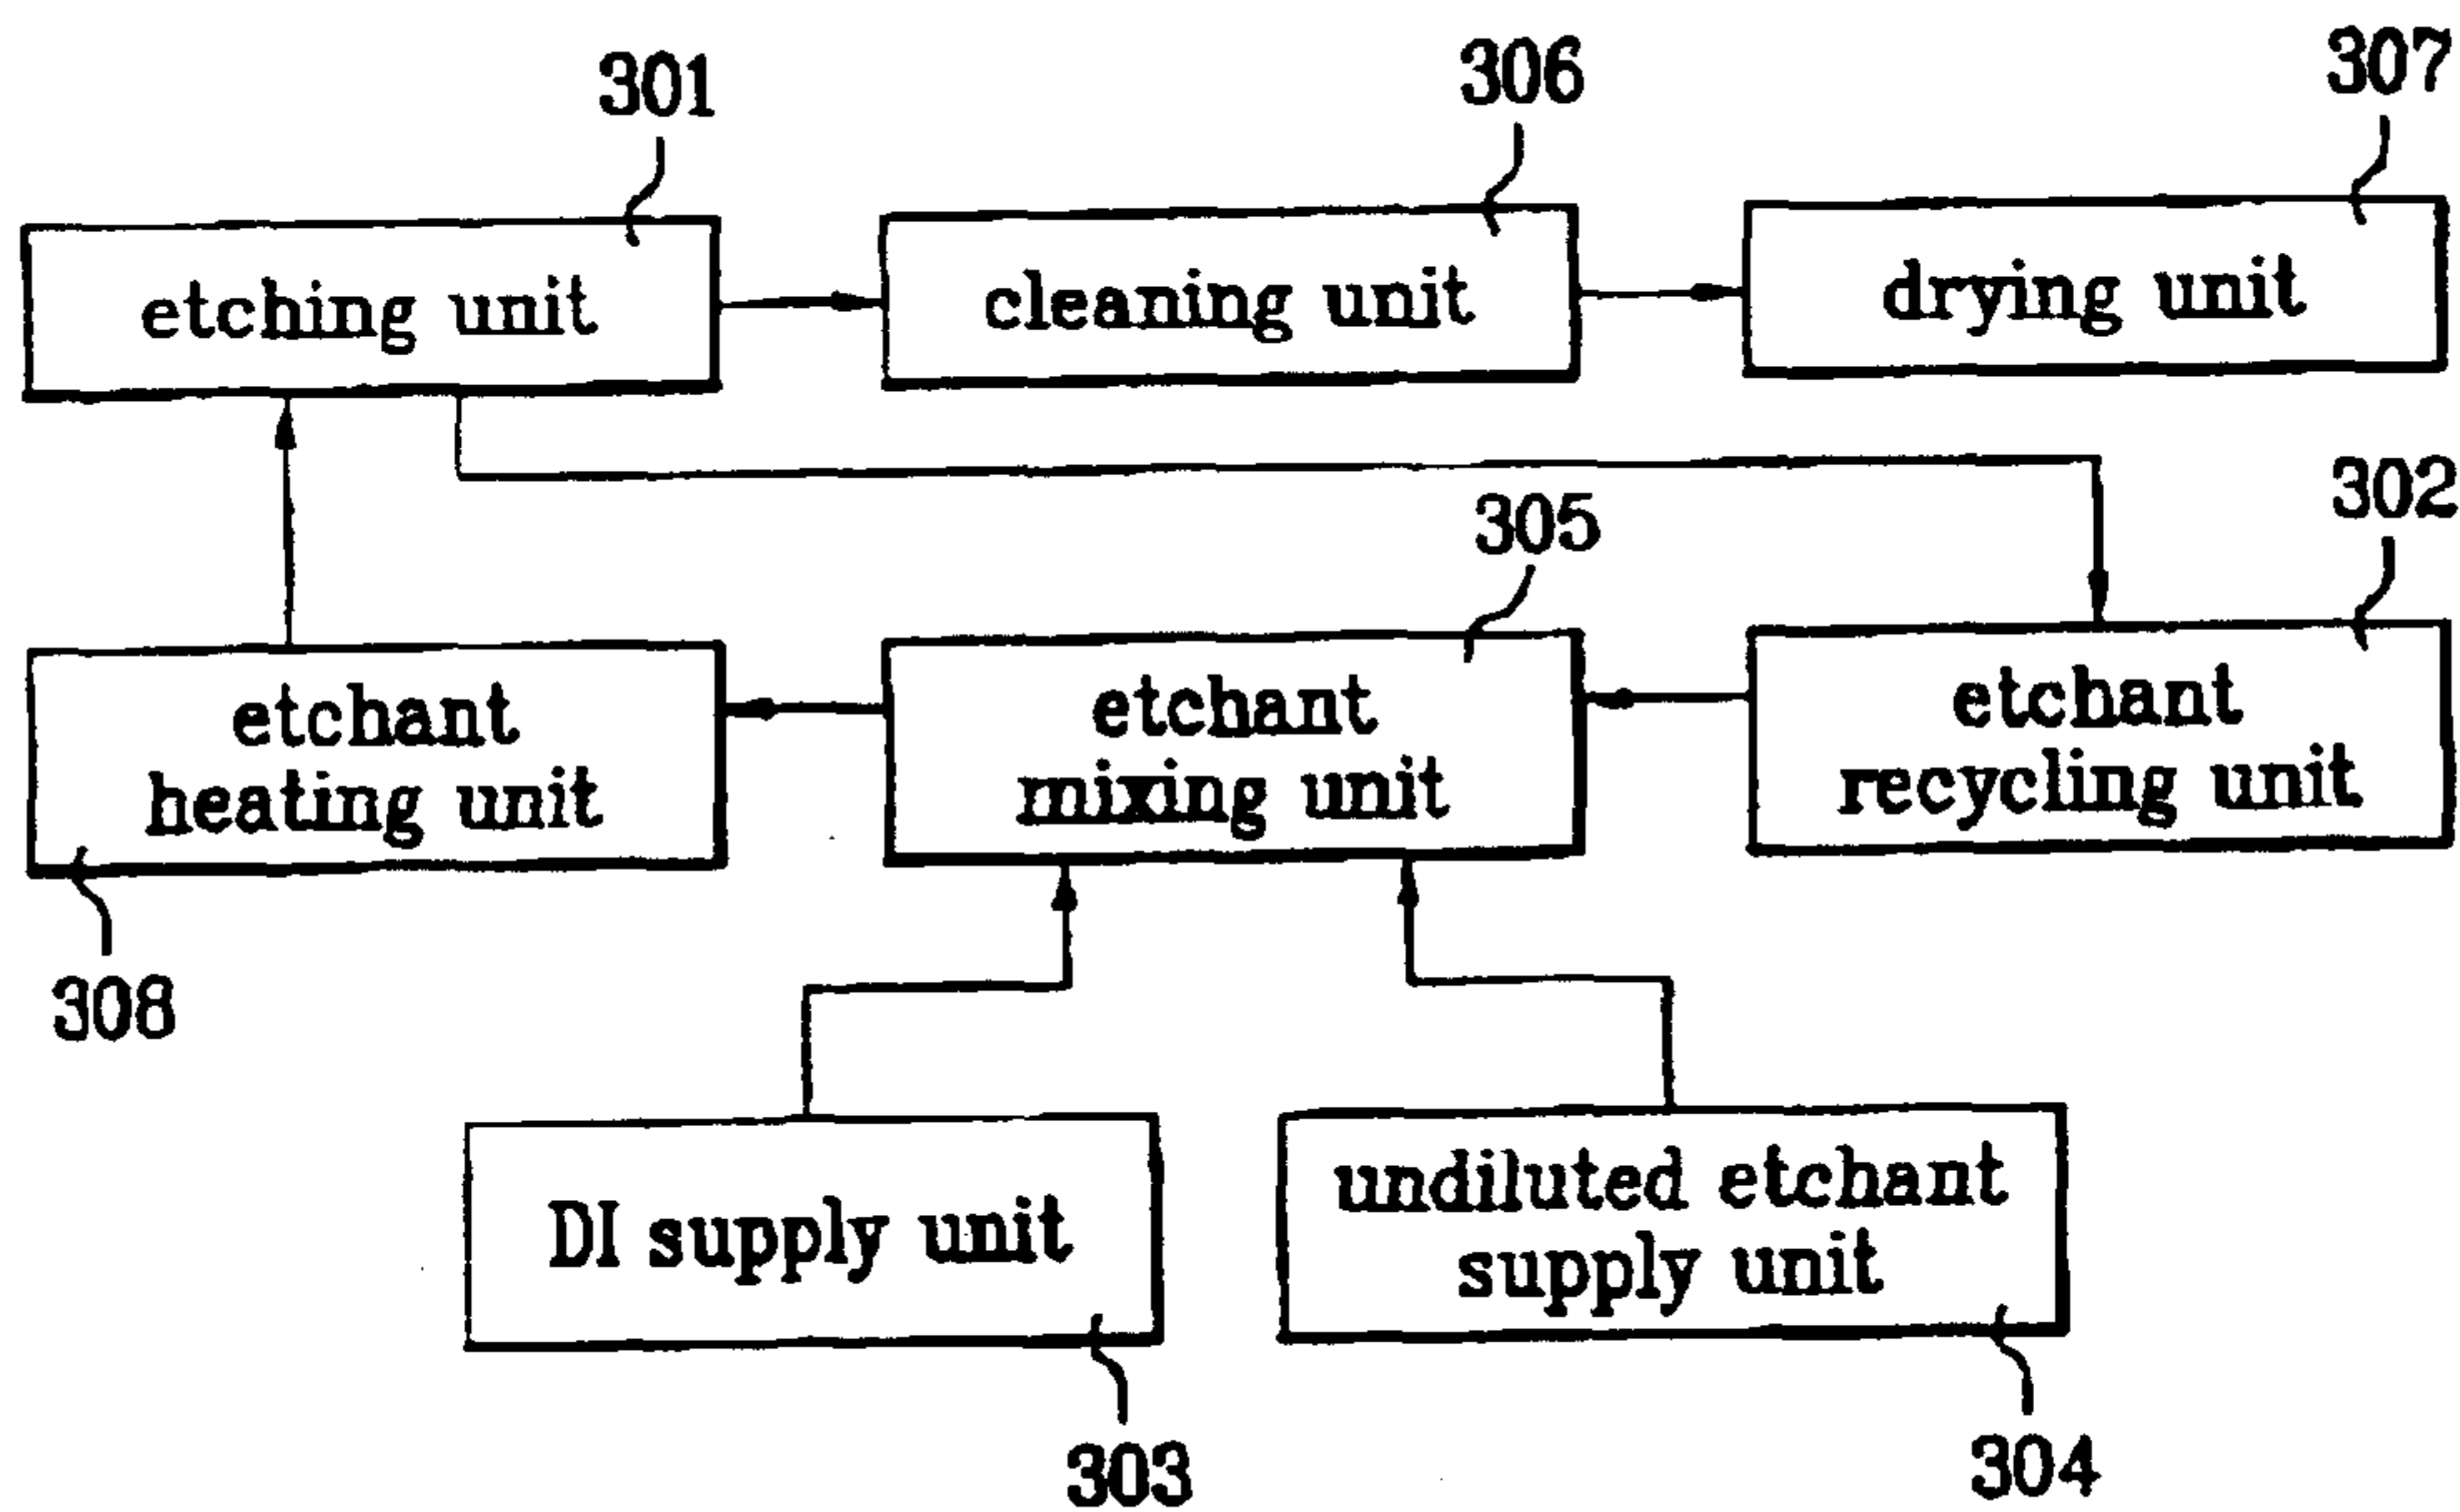 301
306
307
etching unit
cleaning unit
drying unit
305
302
etchant
heating unit
etchant
mixing unit
etchant
recycling unit
308
DI supply unit
undiluted etchant
supply unit
303
304